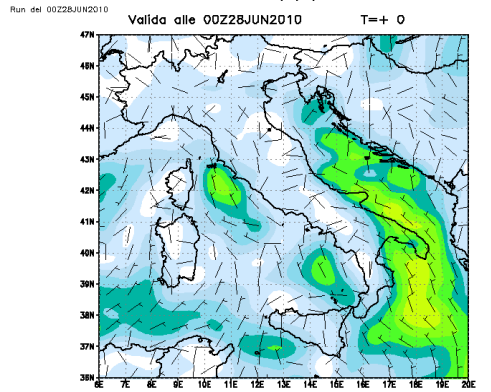 Run del 00Z28JUN2010
Valida alle 00Z28JUN2010 T=+ 0
47N
46N
45N
44N
43N
42N
41N
40N
39N
38N
37N
36N
6E 7E 8E 9E 10E 11E 12E 13E 14E 15E 16E 17E 18E 19E 20E